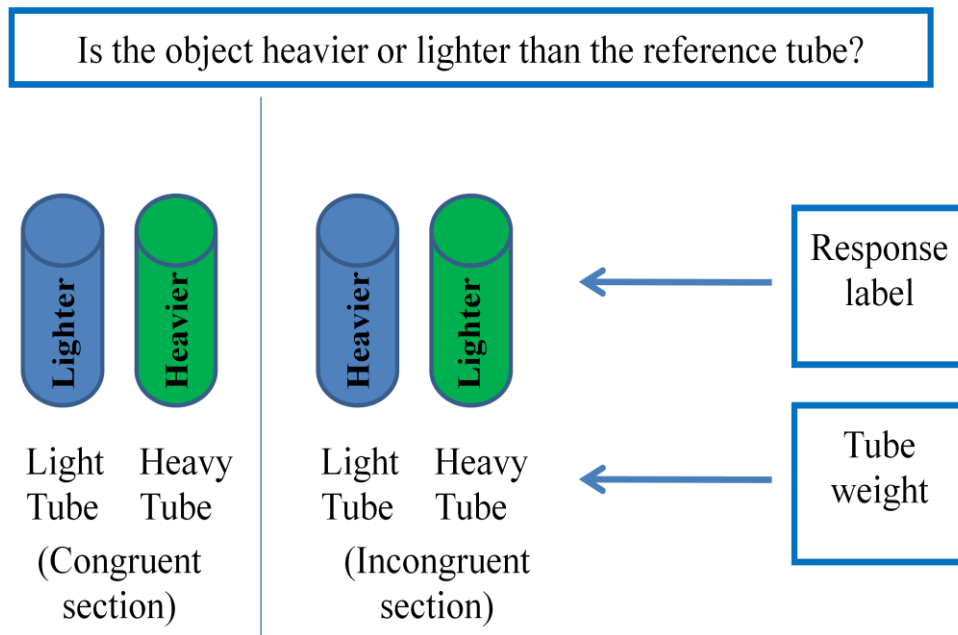 Is the object heavier or lighter than the reference tube?
Lighter
Heavier
Light
Tube
Heavy
Tube
(Congruent
section)
Heavier
Lighter
Light
Tube
Heavy
Tube
(Incongruent
section)
Response
label
Tube
weight